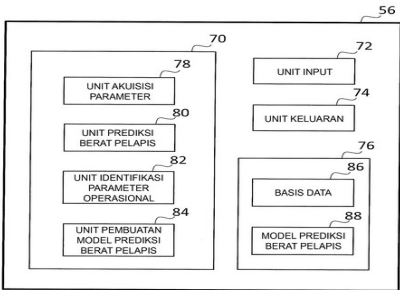 56
70
78
UNIT AKUISISI
PARAMETER
80
UNIT PREDIKSI
BERAT PELAPIS
82
UNIT IDENTIFIKASI
PARAMETER
OPERASIONAL
84
UNIT PEMBUATAN
MODEL PREDIKSI
BERAT PELAPIS
72
UNIT INPUT
74
UNIT KELUARAN
76
86
BASIS DATA
88
MODEL PREDIKSI
BERAT PELAPIS